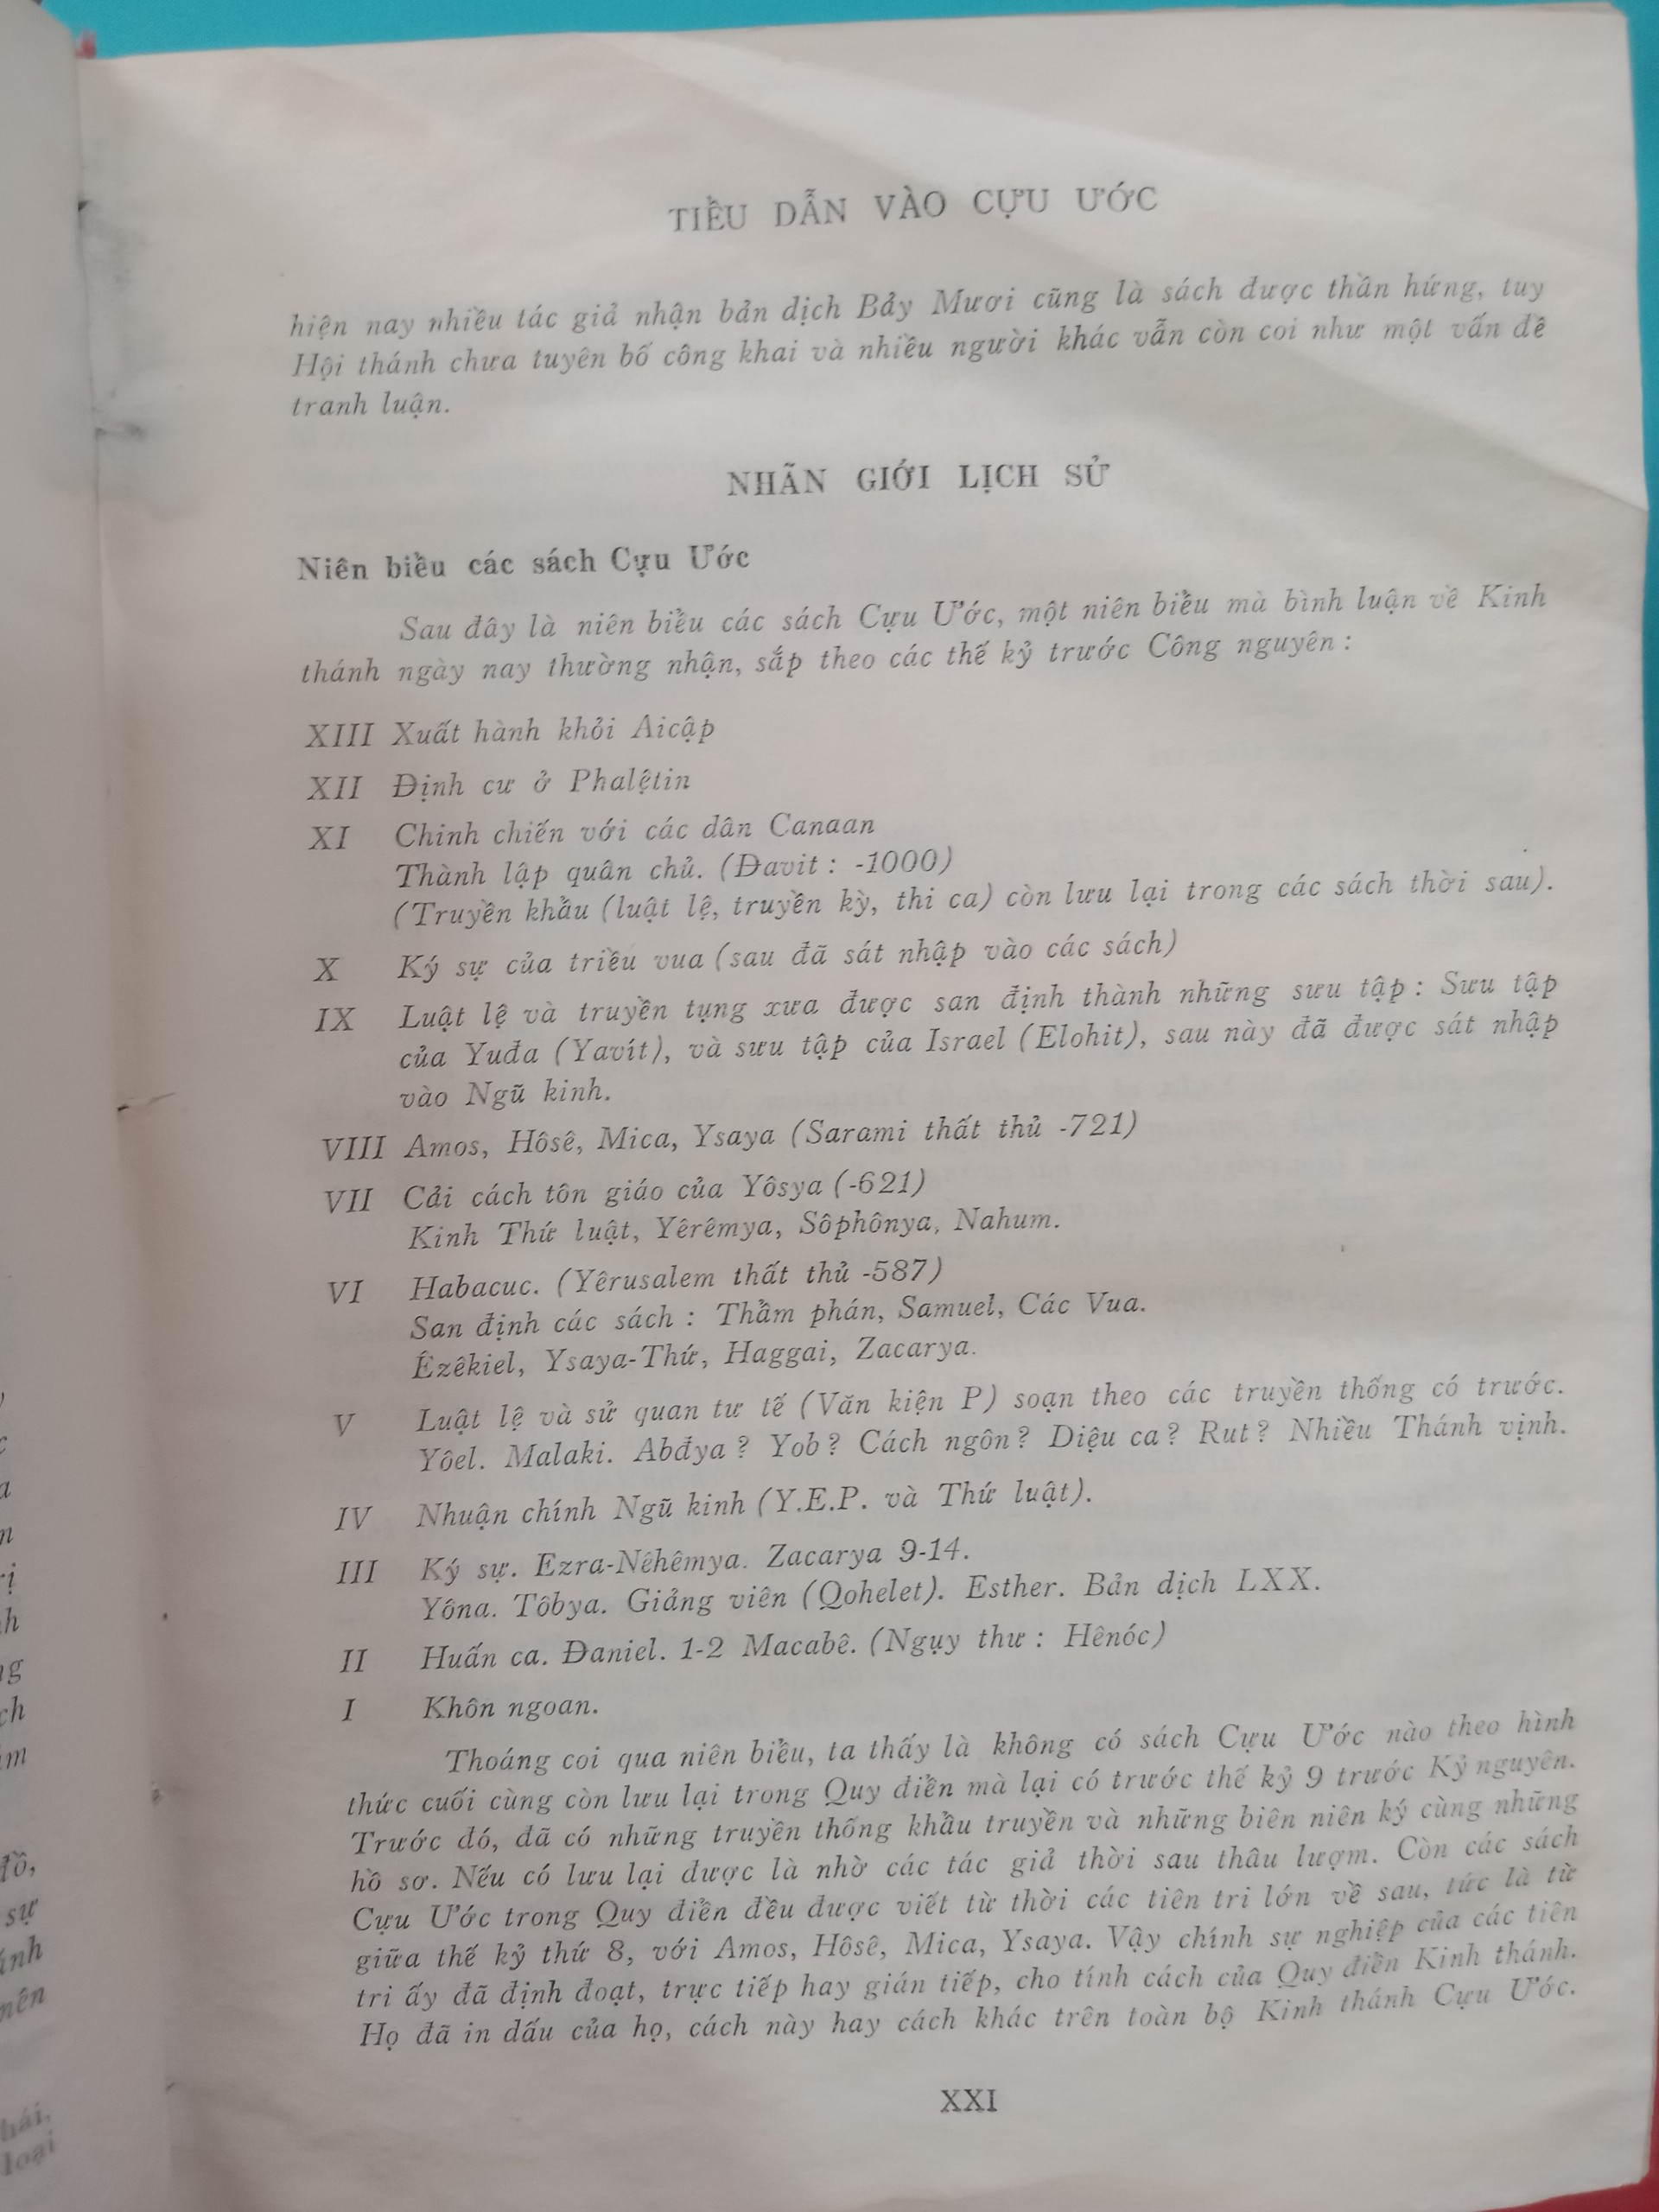 TIỀU DẪN VÀO CỰU ƯỚC
hiện nay nhiều tác giả nhận bản dịch Bảy Mươi cũng là sách được thần hứng, tuy
Hội thánh chưa tuyên bố công khai và nhiều người khác vẫn còn coi như một vấn đề
tranh luận.
NHÃN GIỚI LỊCH SỬ
Niên biều các sách Cựu Ước
Sau đây là niên biều các sách Cựu Ước, một niên biều mà bình luận về Kinh
thánh ngày nay thường nhận, sắp theo các thế kỷ trước Công nguyên :
XIII Xuất hành khỏi Aicập
XII Định cư ở Phalệtin
XI Chinh chiến với các dân Canaan
Thành lập quân chủ. (Đavit : -1000)
(Truyền khẩu (luật lệ, truyền kỳ, thi ca) còn lưu lại trong các sách thời sau).
X Ký sự của triều vua (sau đã sát nhập vào các sách)
IX Luật lệ và truyền tụng xưa được san định thành những sưu tập : Sưu tập
của Yuđa (Yavít), và sưu tập của Israel (Elohit), sau này đã được sát nhập
vào Ngũ kinh.
VIII Amos, Hôsê, Mica, Ysaya (Sarami thất thủ -721)
VII Cải cách tôn giáo của Yôsya (-621)
Kinh Thứ luật, Yêrêmya, Sôphônya, Nahum.
VI Habacuc. (Yêrusalem thất thủ -587)
San định các sách : Thẩm phán, Samuel, Các Vua.
Êzêkiel, Ysaya-Thứ, Haggai, Zacarya.
V Luật lệ và sử quan tư tế (Văn kiện P) soạn theo các truyền thống có trước.
Yôel. Malaki. Abđya ? Yob ? Cách ngôn ? Diệu ca ? Rut ? Nhiều Thánh vịnh.
IV Nhuận chính Ngũ kinh (Y.E.P. và Thứ luật).
III Ký sự. Ezra-Nêhêmya. Zacarya 9-14.
Yôna. Tôbya. Giảng viên (Qohelet). Esther. Bản dịch LXX.
II Huấn ca. Đaniel. 1-2 Macabê. (Ngụy thư : Hênóc)
I Khôn ngoan.
Thoáng coi qua niên biều, ta thấy là không có sách Cựu Ước nào theo hình
thức cuối cùng còn lưu lại trong Quy điển mà lại có trước thế kỷ 9 trước Kỷ nguyên.
Trước đó, đã có những truyền thống khẩu truyền và những biên niên ký cùng những
hồ sơ. Nếu có lưu lại được là nhờ các tác giả thời sau thâu lượm. Còn các sách
Cựu Ước trong Quy điển đều được viết từ thời các tiên tri lớn về sau, tức là từ
giữa thế kỷ thứ 8, với Amos, Hôsê, Mica, Ysaya. Vậy chính sự nghiệp của các tiên
tri ấy đã định đoạt, trực tiếp hay gián tiếp, cho tính cách của Quy điển Kinh thánh.
Họ đã in dấu của họ, cách này hay cách khác trên toàn bộ Kinh thánh Cựu Ước.
XXI